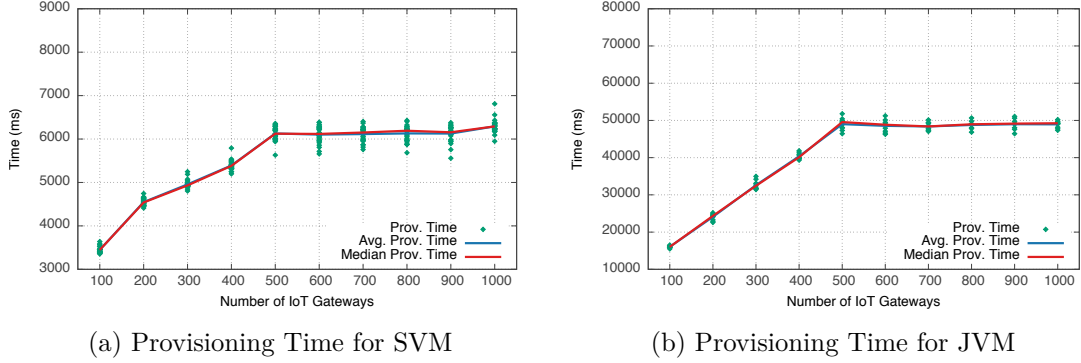 9000
8000
7000
6000
5000
4000
3000
Time (ms)
100 200 300 400 500 600 700 800 900 1000
Number of IoT Gateways
Prov. Time
Avg. Prov. Time
Median Prov. Time
(a) Provisioning Time for SVM
80000
70000
60000
50000
40000
30000
20000
10000
Time (ms)
100 200 300 400 500 600 700 800 900 1000
Number of IoT Gateways
Prov. Time
Avg. Prov. Time
Median Prov. Time
(b) Provisioning Time for JVM